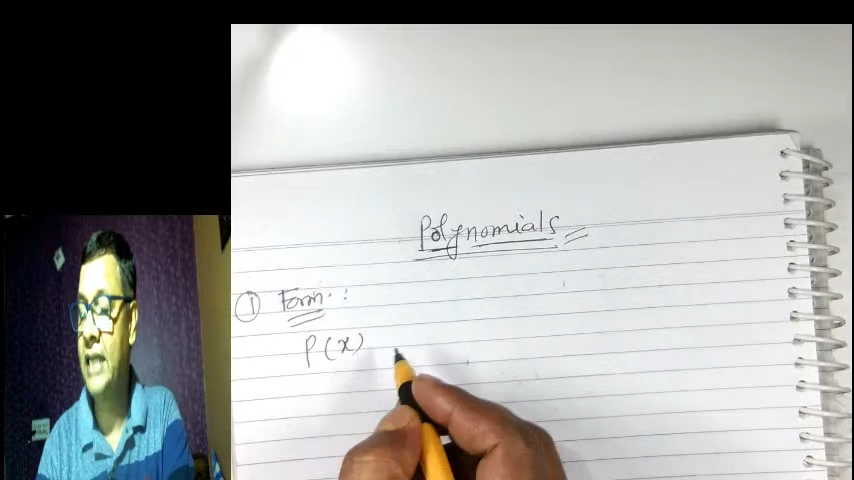 Polynomials
① Form :
P(x)